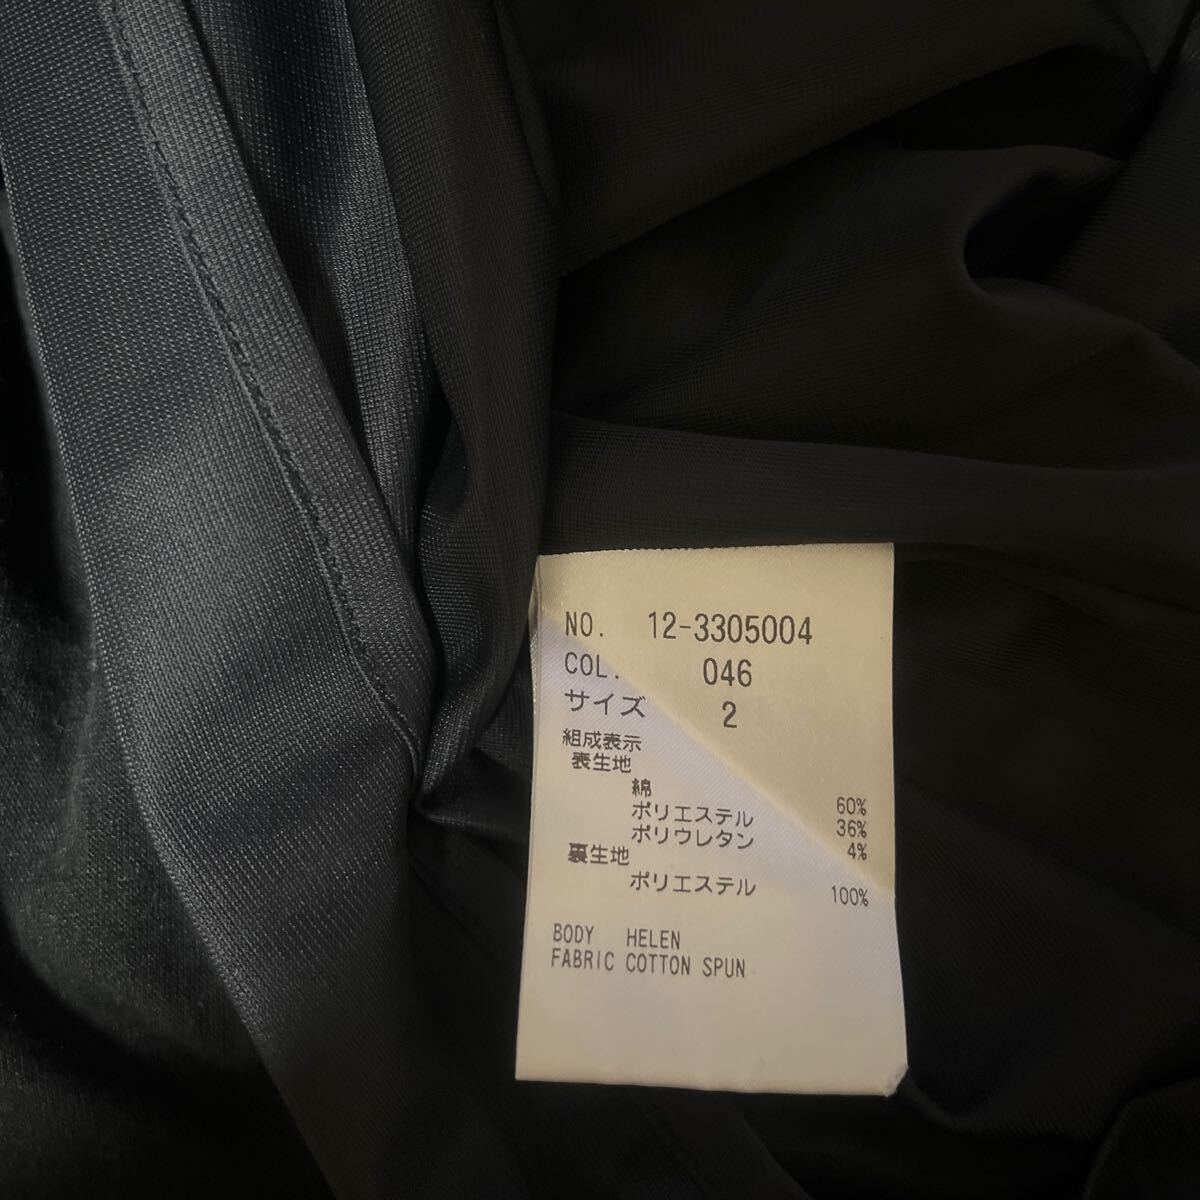 NO. 12-3305004
COL. 046
サイズ 2
組成表示
表生地
綿 60%
ポリエステル 36%
ポリウレタン 4%
裏生地
ポリエステル 100%
BODY HELEN
FABRIC COTTON SPUN